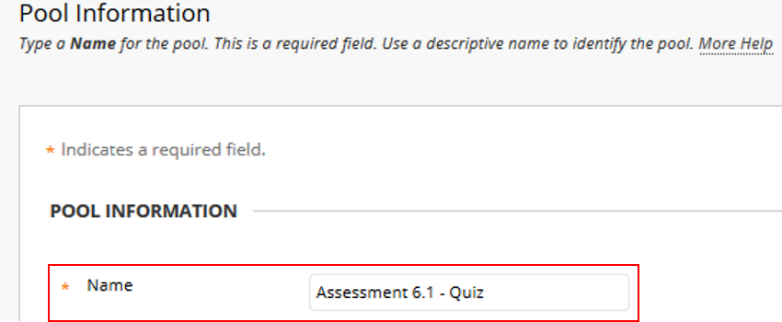 Pool Information
Type a Name for the pool. This is a required field. Use a descriptive name to identify the pool. More Help
* Indicates a required field.
POOL INFORMATION
* Name
Assessment 6.1 - Quiz